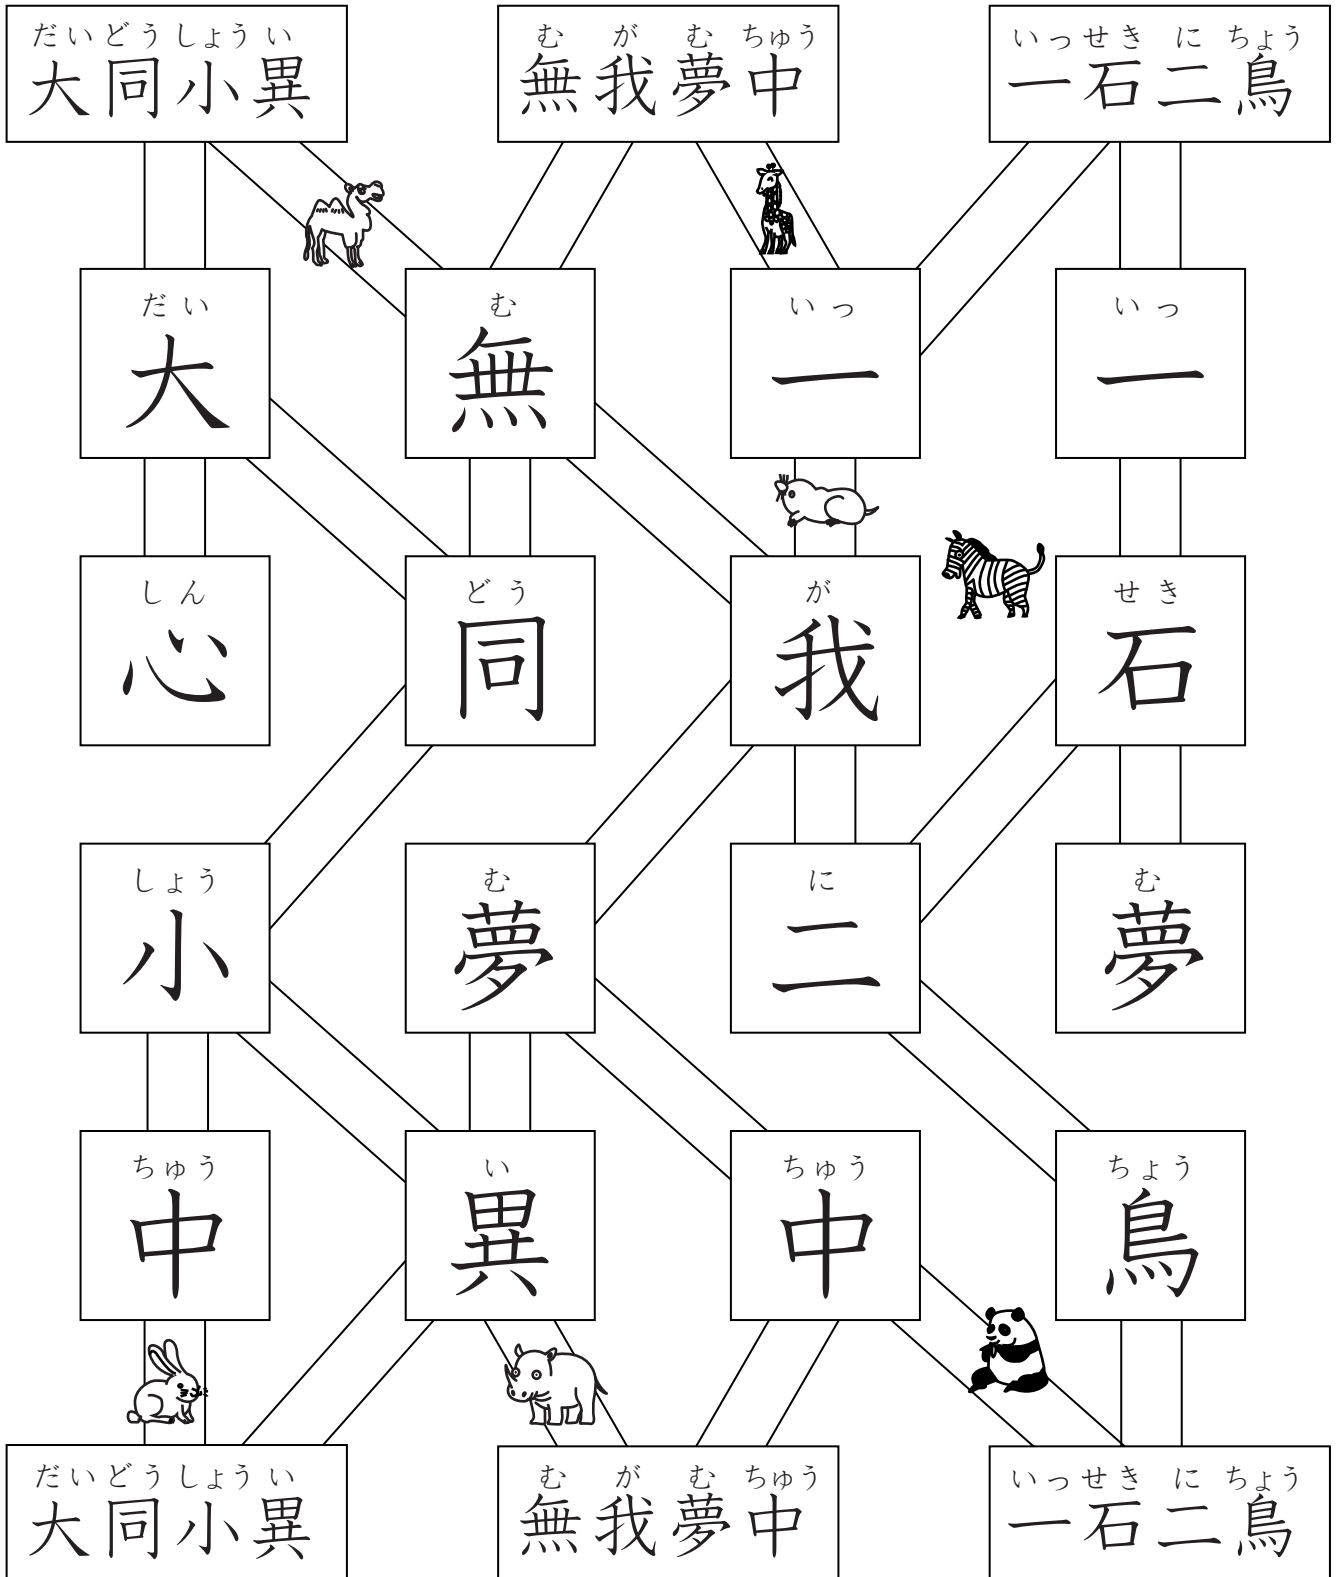 だいどうしょうい　むがむちゅう　いっせきにちょう
大同小異　無我夢中　一石二鳥
だい　む　いっ　いっ
大　無　一　一
しん　どう　が　せき
心　同　我　石
しょう　む　に　む
小　夢　二　夢
ちゅう　い　ちゅう　ちょう
中　異　中　鳥
だいどうしょうい　むがむちゅう　いっせきにちょう
大同小異　無我夢中　一石二鳥